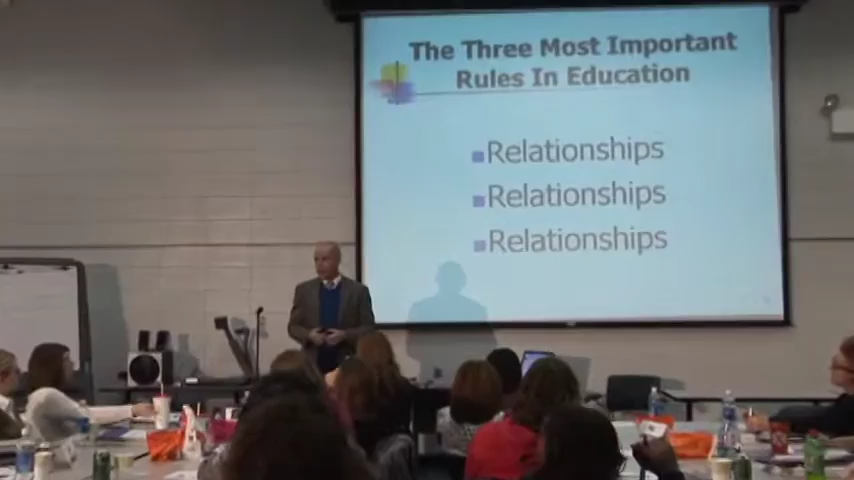 The Three Most Important
Rules In Education
Relationships
Relationships
Relationships